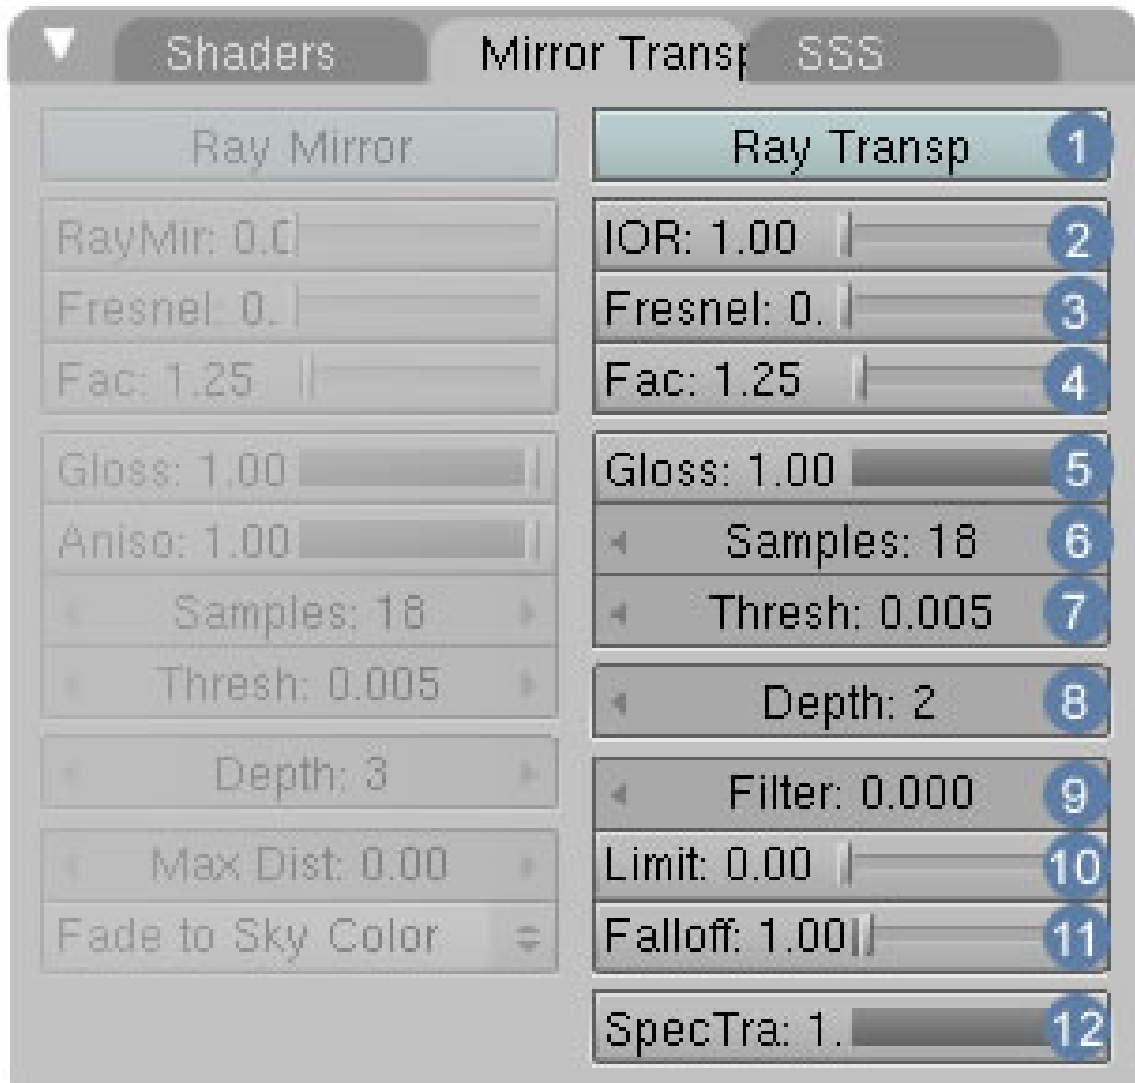 Shaders
Mirror Transp
SSS
Ray Mirror
RayMir: 0.0
Fresnel: 0.
Fac: 1.25
Gloss: 1.00
Aniso: 1.00
Samples: 18
Thresh: 0.005
Depth: 3
Max Dist: 0.00
Fade to Sky Color
Ray Transp 1
IOR: 1.00 2
Fresnel: 0. 3
Fac: 1.25 4
Gloss: 1.00 5
Samples: 18 6
Thresh: 0.005 7
Depth: 2 8
Filter: 0.000 9
Limit: 0.00 10
Falloff: 1.00 11
SpecTra: 1. 12